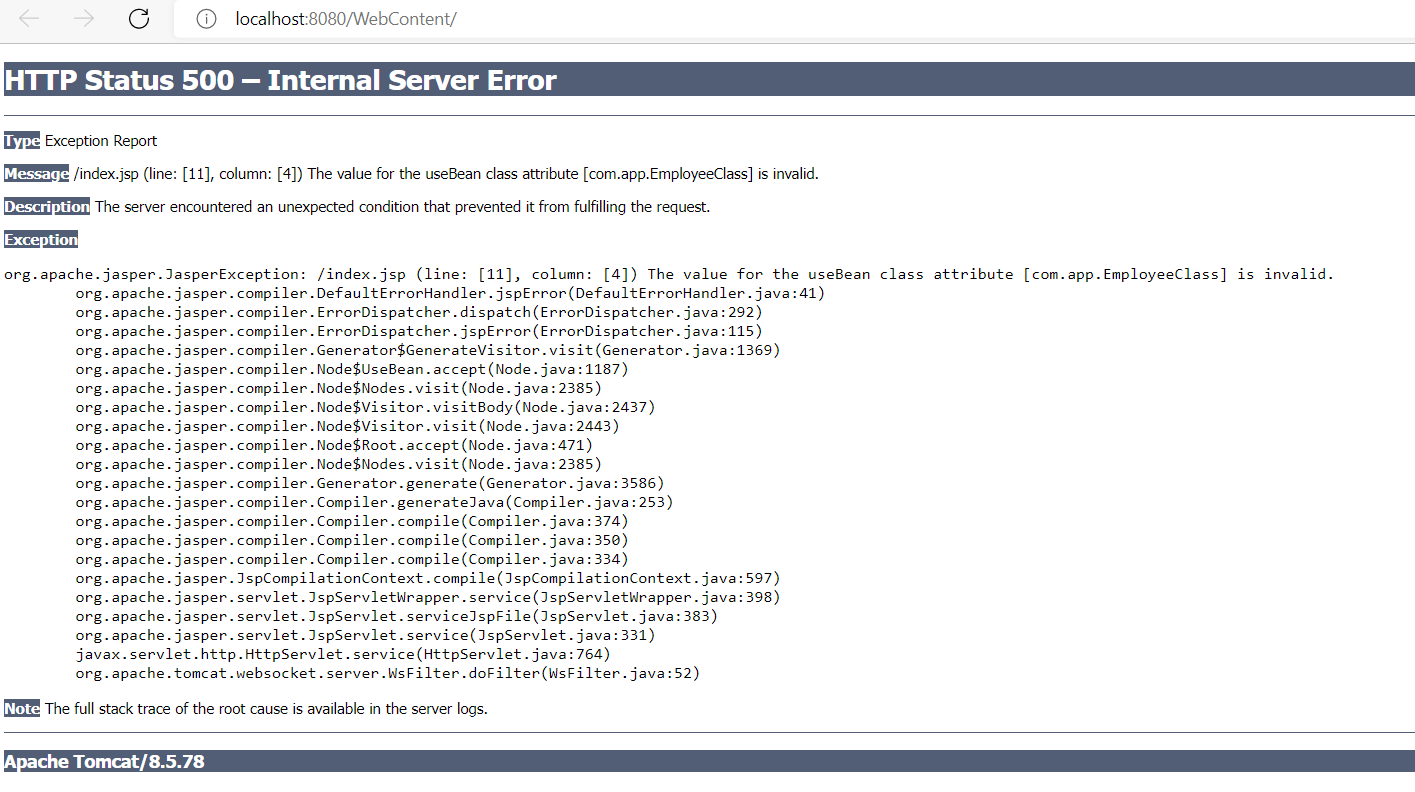 localhost:8080/WebContent/
HTTP Status 500 – Internal Server Error
Type Exception Report
Message /index.jsp (line: [11], column: [4]) The value for the useBean class attribute [com.app.EmployeeClass] is invalid.
Description The server encountered an unexpected condition that prevented it from fulfilling the request.
Exception
org.apache.jasper.JasperException: /index.jsp (line: [11], column: [4]) The value for the useBean class attribute [com.app.EmployeeClass] is invalid.
org.apache.jasper.compiler.DefaultErrorHandler.jspError(DefaultErrorHandler.java:41)
org.apache.jasper.compiler.ErrorDispatcher.dispatch(ErrorDispatcher.java:292)
org.apache.jasper.compiler.ErrorDispatcher.jspError(ErrorDispatcher.java:115)
org.apache.jasper.compiler.Generator$GenerateVisitor.visit(Generator.java:1369)
org.apache.jasper.compiler.Node$UseBean.accept(Node.java:1187)
org.apache.jasper.compiler.Node$Nodes.visit(Node.java:2385)
org.apache.jasper.compiler.Node$Visitor.visitBody(Node.java:2437)
org.apache.jasper.compiler.Node$Visitor.visit(Node.java:2443)
org.apache.jasper.compiler.Node$Root.accept(Node.java:471)
org.apache.jasper.compiler.Node$Nodes.visit(Node.java:2385)
org.apache.jasper.compiler.Generator.generate(Generator.java:3586)
org.apache.jasper.compiler.Compiler.generateJava(Compiler.java:253)
org.apache.jasper.compiler.Compiler.compile(Compiler.java:374)
org.apache.jasper.compiler.Compiler.compile(Compiler.java:350)
org.apache.jasper.compiler.Compiler.compile(Compiler.java:334)
org.apache.jasper.JspCompilationContext.compile(JspCompilationContext.java:597)
org.apache.jasper.servlet.JspServletWrapper.service(JspServletWrapper.java:398)
org.apache.jasper.servlet.JspServlet.serviceJspFile(JspServlet.java:383)
org.apache.jasper.servlet.JspServlet.service(JspServlet.java:331)
javax.servlet.http.HttpServlet.service(HttpServlet.java:764)
org.apache.tomcat.websocket.server.WsFilter.doFilter(WsFilter.java:52)
Note The full stack trace of the root cause is available in the server logs.
Apache Tomcat/8.5.78